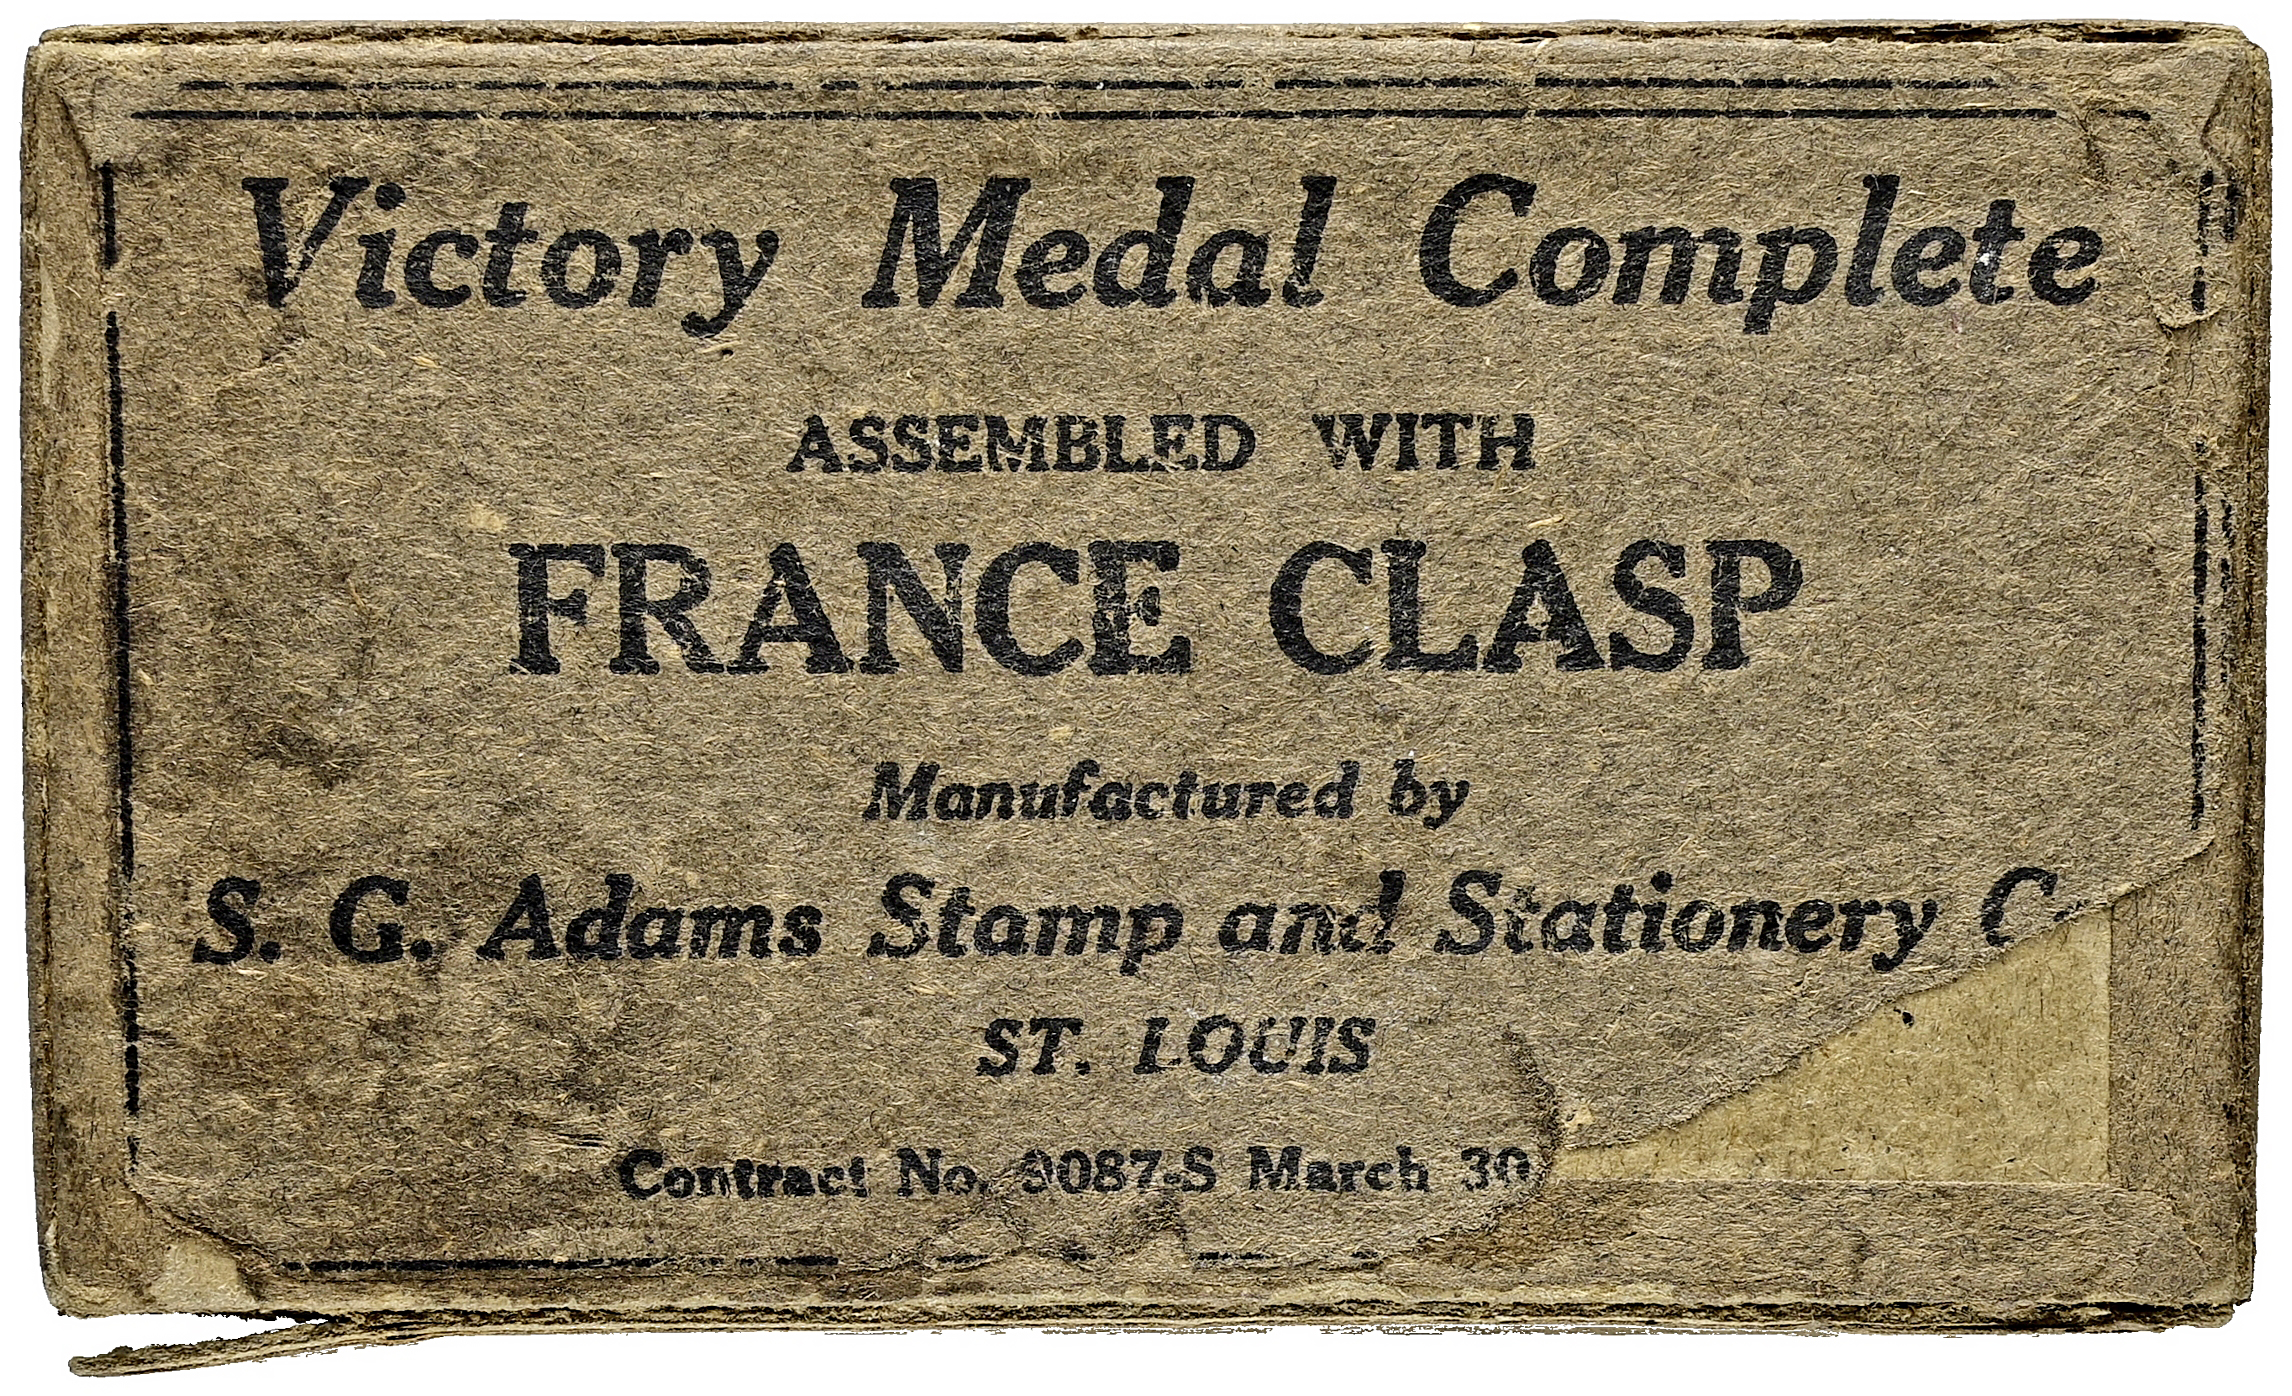 Victory Medal Complete
ASSEMBLED WITH
FRANCE CLASP
Manufactured by
S. G. Adams Stamp and Stationery C
ST. LOUIS
Contract No. 9087-S March 30